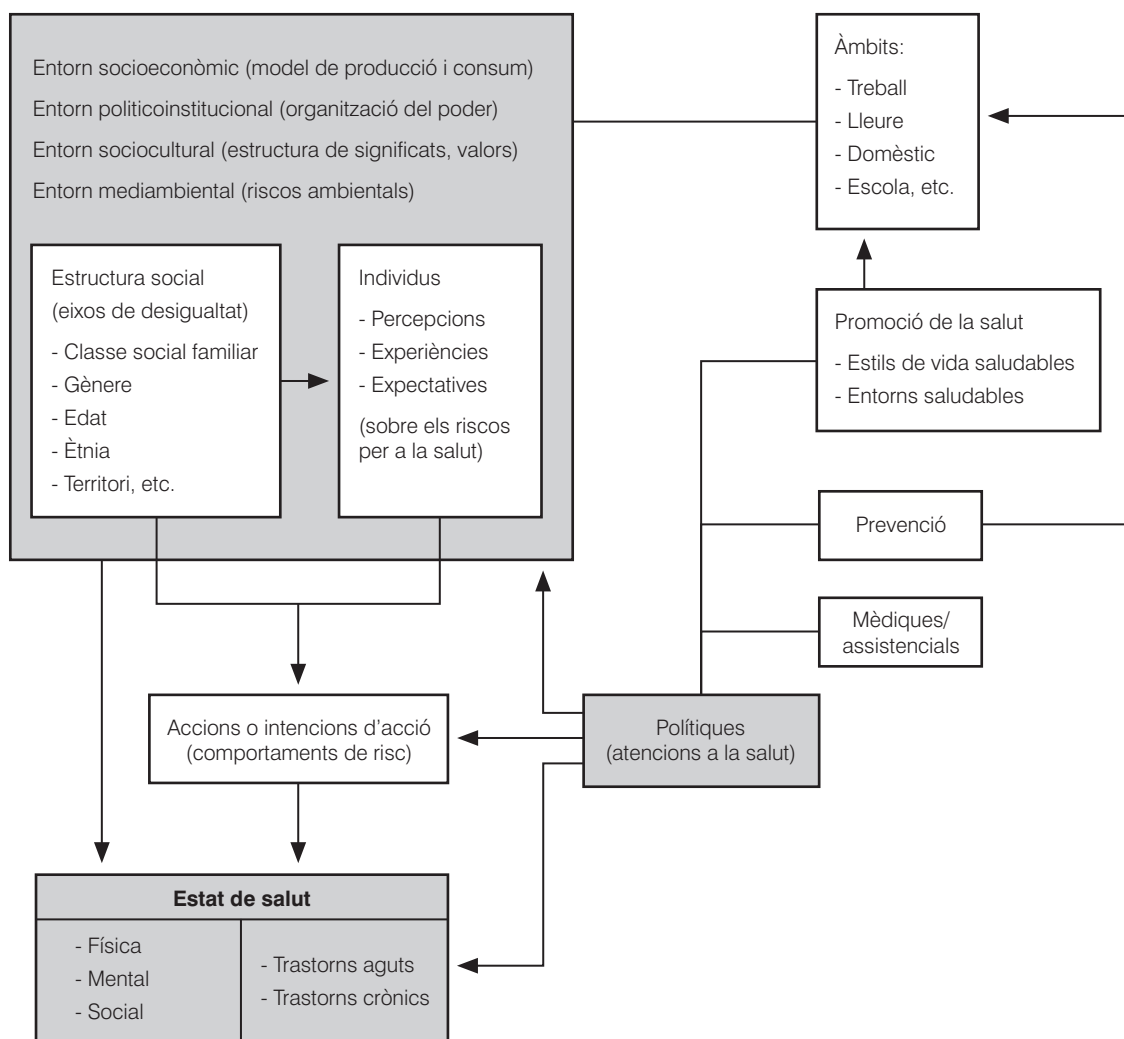 Entorn socioeconòmic (model de producció i consum)
Entorn politicoinstitucional (organització del poder)
Entorn sociocultural (estructura de significats, valors)
Entorn mediambiental (riscos ambientals)
Estructura social
(eixos de desigualtat)
- Classe social familiar
- Gènere
- Edat
- Ètnia
- Territori, etc.
Individus
- Percepcions
- Experiències
- Expectatives
(sobre els riscos
per a la salut)
Àmbits:
- Treball
- Lleure
- Domèstic
- Escola, etc.
Promoció de la salut
- Estils de vida saludables
- Entorns saludables
Prevenció
Mèdiques/
assistencials
Polítiques
(atencions a la salut)
Accions o intencions d’acció
(comportaments de risc)
Estat de salut
- Física
- Mental
- Social
- Trastorns aguts
- Trastorns crònics